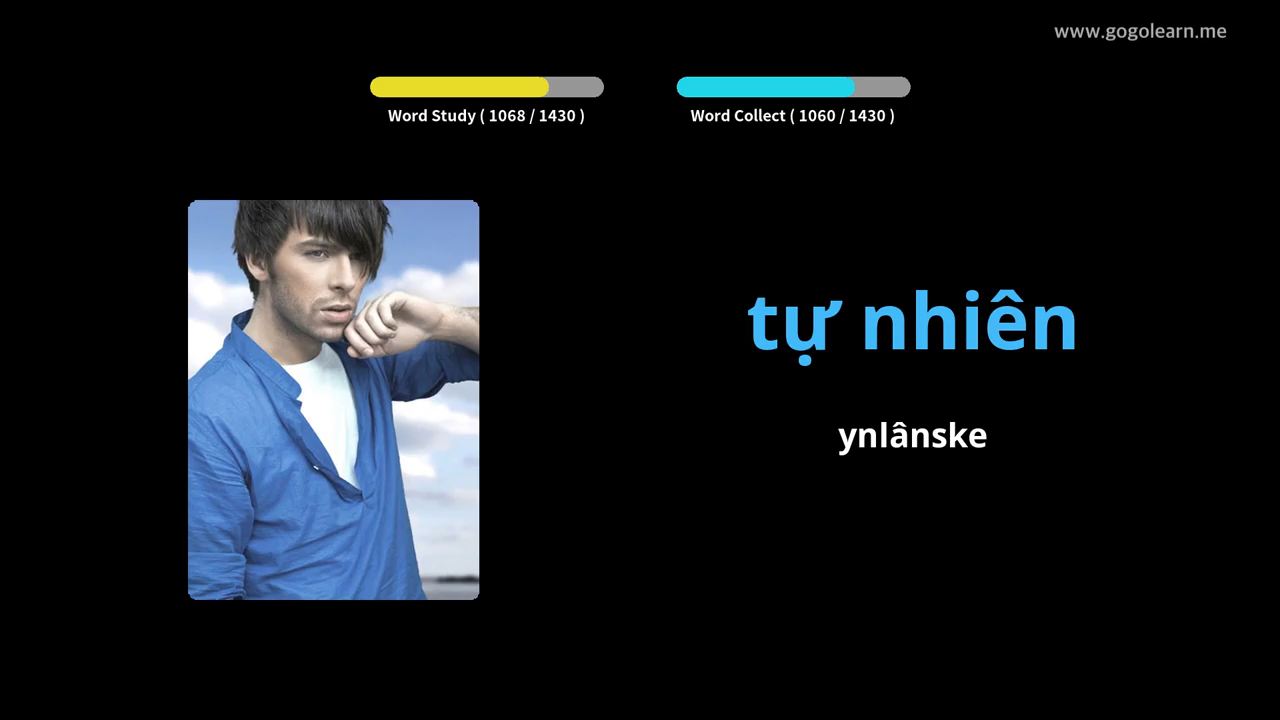 www.gogolearn.me
Word Study ( 1068 / 1430 )
Word Collect ( 1060 / 1430 )
tự nhiên
ynlânske